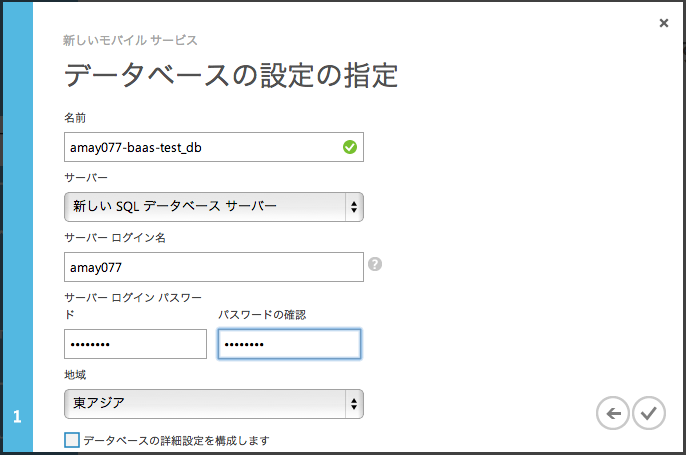 新しいモバイル サービス
データベースの設定の指定
名前
amay077-baas-test_db
サーバー
新しい SQL データベース サーバー
サーバー ログイン名
amay077
?
サーバー ログイン パスワー
ド
パスワードの確認
••••••••
••••••••
地域
東アジア
1
データベースの詳細設定を構成します